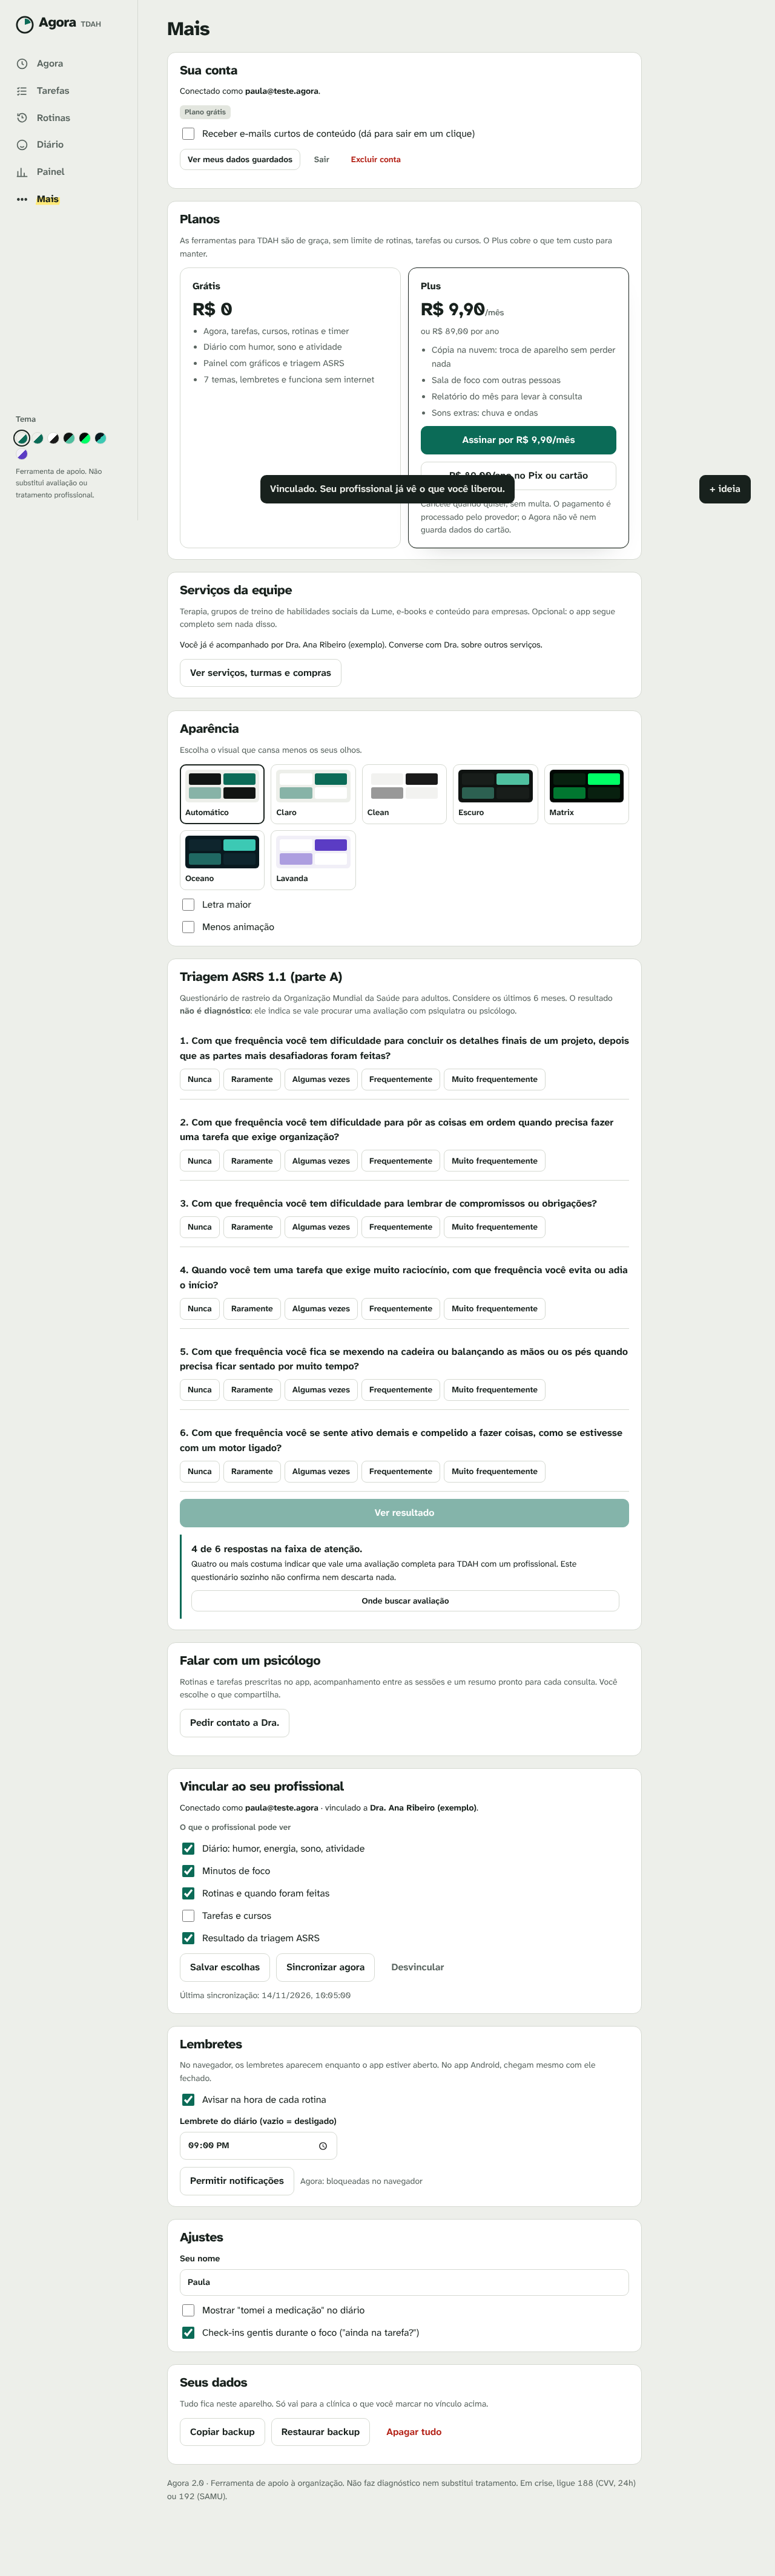 Agora TDAH
Agora
Tarefas
Rotinas
Diário
Painel
Mais
Tema
Ferramenta de apoio. Não
substitui avaliação ou
tratamento profissional.
Mais
Sua conta
Conectado como paula@teste.agora.
Plano grátis
Receber e-mails curtos de conteúdo (dá para sair em um clique)
Ver meus dados guardados Sair Excluir conta
Planos
As ferramentas para TDAH são de graça, sem limite de rotinas, tarefas ou cursos. O Plus cobre o que tem custo para
manter.
Grátis
R$ 0
• Agora, tarefas, cursos, rotinas e timer
• Diário com humor, sono e atividade
• Painel com gráficos e triagem ASRS
• 7 temas, lembretes e funciona sem internet
Plus
R$ 9,90/mês
ou R$ 89,00 por ano
• Cópia na nuvem: troca de aparelho sem perder
nada
• Sala de foco com outras pessoas
• Relatório do mês para levar à consulta
• Sons extras: chuva e ondas
Assinar por R$ 9,90/mês
no Pix ou cartão
Vinculado. Seu profissional já vê o que você liberou.
+ ideia
Cancele quando quiser, sem multa. O pagamento é
processado pelo provedor; o Agora não vê nem
guarda dados do cartão.
Serviços da equipe
Terapia, grupos de treino de habilidades sociais da Lume, e-books e conteúdo para empresas. Opcional: o app segue
completo sem nada disso.
Você já é acompanhado por Dra. Ana Ribeiro (exemplo). Converse com Dra. sobre outros serviços.
Ver serviços, turmas e compras
Aparência
Escolha o visual que cansa menos os seus olhos.
Automático Claro Clean Escuro Matrix
Oceano Lavanda
Letra maior
Menos animação
Triagem ASRS 1.1 (parte A)
Questionário de rastreio da Organização Mundial da Saúde para adultos. Considere os últimos 6 meses. O resultado
não é diagnóstico: ele indica se vale procurar uma avaliação com psiquiatra ou psicólogo.
1. Com que frequência você tem dificuldade para concluir os detalhes finais de um projeto, depois
que as partes mais desafiadoras foram feitas?
Nunca Raramente Algumas vezes Frequentemente Muito frequentemente
2. Com que frequência você tem dificuldade para pôr as coisas em ordem quando precisa fazer
uma tarefa que exige organização?
Nunca Raramente Algumas vezes Frequentemente Muito frequentemente
3. Com que frequência você tem dificuldade para lembrar de compromissos ou obrigações?
Nunca Raramente Algumas vezes Frequentemente Muito frequentemente
4. Quando você tem uma tarefa que exige muito raciocínio, com que frequência você evita ou adia
o início?
Nunca Raramente Algumas vezes Frequentemente Muito frequentemente
5. Com que frequência você fica se mexendo na cadeira ou balançando as mãos ou os pés quando
precisa ficar sentado por muito tempo?
Nunca Raramente Algumas vezes Frequentemente Muito frequentemente
6. Com que frequência você se sente ativo demais e compelido a fazer coisas, como se estivesse
com um motor ligado?
Nunca Raramente Algumas vezes Frequentemente Muito frequentemente
Ver resultado
4 de 6 respostas na faixa de atenção.
Quatro ou mais costuma indicar que vale uma avaliação completa para TDAH com um profissional. Este
questionário sozinho não confirma nem descarta nada.
Onde buscar avaliação
Falar com um psicólogo
Rotinas e tarefas prescritas no app, acompanhamento entre as sessões e um resumo pronto para cada consulta. Você
escolhe o que compartilha.
Pedir contato a Dra.
Vincular ao seu profissional
Conectado como paula@teste.agora · vinculado a Dra. Ana Ribeiro (exemplo).
O que o profissional pode ver
Diário: humor, energia, sono, atividade
Minutos de foco
Rotinas e quando foram feitas
Tarefas e cursos
Resultado da triagem ASRS
Salvar escolhas Sincronizar agora Desvincular
Última sincronização: 14/11/2026, 10:05:00
Lembretes
No navegador, os lembretes aparecem enquanto o app estiver aberto. No app Android, chegam mesmo com ele
fechado.
Avisar na hora de cada rotina
Lembrete do diário (vazio = desligado)
09:00 PM
Permitir notificações Agora: bloqueadas no navegador
Ajustes
Seu nome
Paula
Mostrar "tomei a medicação" no diário
Check-ins gentis durante o foco ("ainda na tarefa?")
Seus dados
Tudo fica neste aparelho. Só vai para a clínica o que você marcar no vínculo acima.
Copiar backup Restaurar backup Apagar tudo
Agora 2.0 · Ferramenta de apoio à organização. Não faz diagnóstico nem substitui tratamento. Em crise, ligue 188 (CVV, 24h)
ou 192 (SAMU).